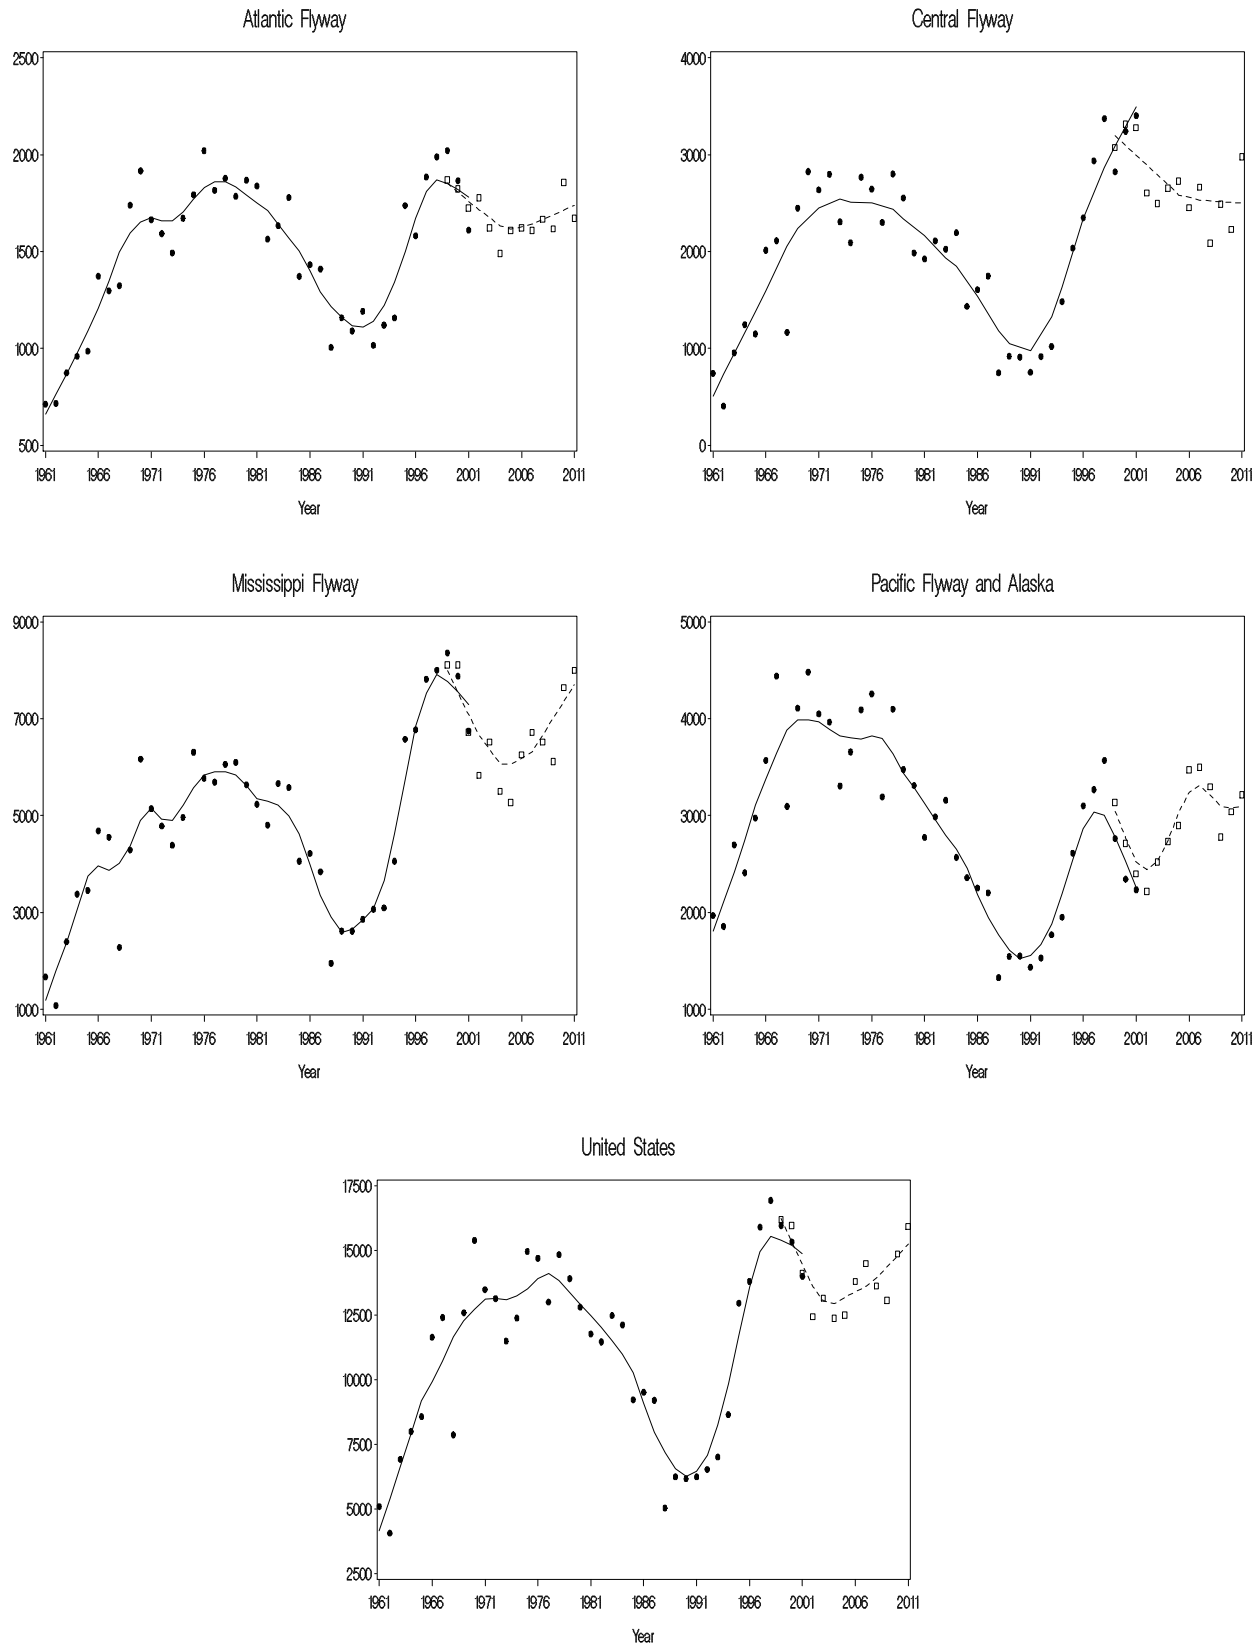 Atlantic Flyway
2500
2000
1500
1000
500
1961 1966 1971 1976 1981 1986 1991 1996 2001 2006 2011
Year
Central Flyway
4000
3000
2000
1000
0
1961 1966 1971 1976 1981 1986 1991 1996 2001 2006 2011
Year
Mississippi Flyway
9000
7000
5000
3000
1000
1961 1966 1971 1976 1981 1986 1991 1996 2001 2006 2011
Year
Pacific Flyway and Alaska
5000
4000
3000
2000
1000
1961 1966 1971 1976 1981 1986 1991 1996 2001 2006 2011
Year
United States
17500
15000
12500
10000
7500
5000
2500
1961 1966 1971 1976 1981 1986 1991 1996 2001 2006 2011
Year